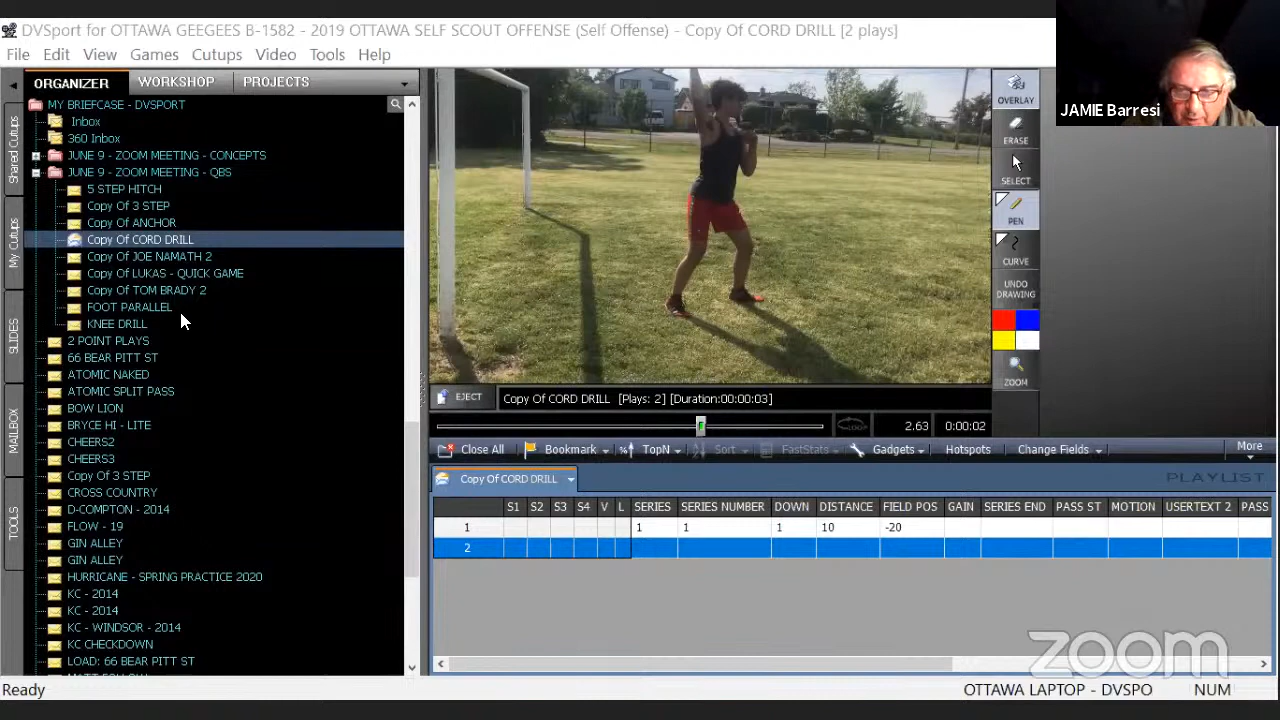 DVSport for OTTAWA GEEGEES B-1582 - 2019 OTTAWA SELF SCOUT OFFENSE (Self Offense) - Copy Of CORD DRILL [2 plays]
File Edit View Games Cutups Video Tools Help
JAMIE Barresi
ORGANIZER WORKSHOP PROJECTS
Shared Cutups
My Cutups
SLIDES
MAILBOX
TOOLS
MY BRIEFCASE - DVSPORT
Inbox
360 Inbox
JUNE 9 - ZOOM MEETING - CONCEPTS
JUNE 9 - ZOOM MEETING - QBS
5 STEP HITCH
Copy Of 3 STEP
Copy Of ANCHOR
Copy Of CORD DRILL
Copy Of JOE NAMATH 2
Copy Of LUKAS - QUICK GAME
Copy Of TOM BRADY 2
FOOT PARALLEL
KNEE DRILL
2 POINT PLAYS
66 BEAR PITT ST
ATOMIC NAKED
ATOMIC SPLIT PASS
BOW LION
BRYCE HI - LITE
CHEERS2
CHEERS3
Copy Of 3 STEP
CROSS COUNTRY
D-COMPTON - 2014
FLOW - 19
GIN ALLEY
GIN ALLEY
HURRICANE - SPRING PRACTICE 2020
KC - 2014
KC - 2014
KC - WINDSOR - 2014
KC CHECKDOWN
LOAD: 66 BEAR PITT ST
OVERLAY
ERASE
SELECT
PEN
CURVE
UNDO
DRAWING
ZOOM
EJECT Copy Of CORD DRILL [Plays: 2] [Duration:00:00:03]
LOOP 2.63 0:00:02
Close All Bookmark TopN Sort FastStats Gadgets Hotspots Change Fields More
Copy Of CORD DRILL PLAYLIST
S1 S2 S3 S4 V L SERIES SERIES NUMBER DOWN DISTANCE FIELD POS GAIN SERIES END PASS ST MOTION USERTEXT 2 PASS
1 1 1 1 10 -20
2
zoom
Ready OTTAWA LAPTOP - DVSPO NUM